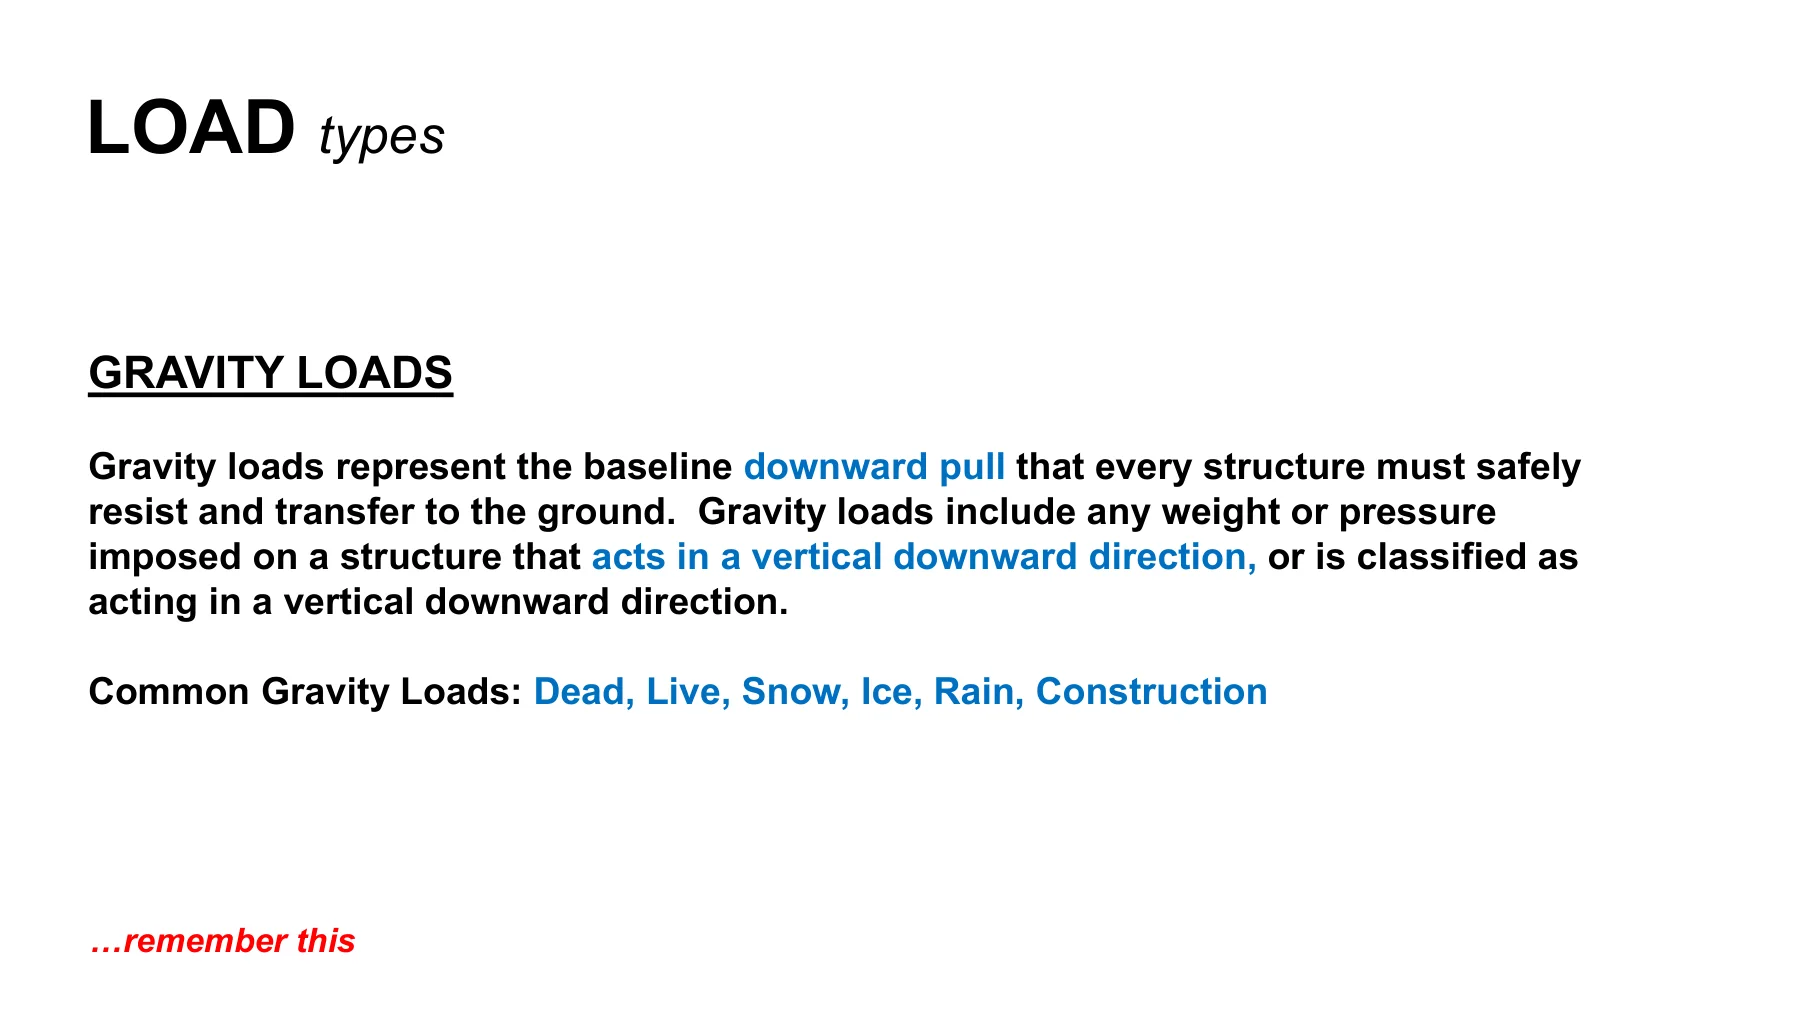 LOAD types
GRAVITY LOADS
Gravity loads represent the baseline downward pull that every structure must safely
resist and transfer to the ground.  Gravity loads include any weight or pressure
imposed on a structure that acts in a vertical downward direction, or is classified as
acting in a vertical downward direction.
Common Gravity Loads: Dead, Live, Snow, Ice, Rain, Construction
…remember this